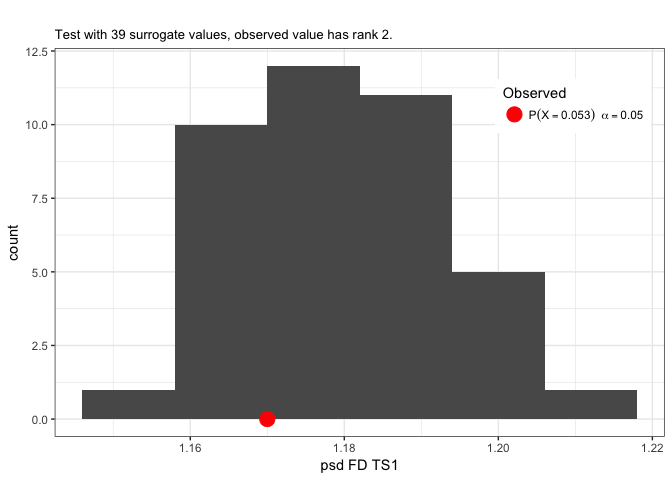 Test with 39 surrogate values, observed value has rank 2.
12.5
10.0
7.5
5.0
2.5
0.0
count
Observed
P(X = 0.053) α = 0.05
1.16
1.18
1.20
1.22
psd FD TS1